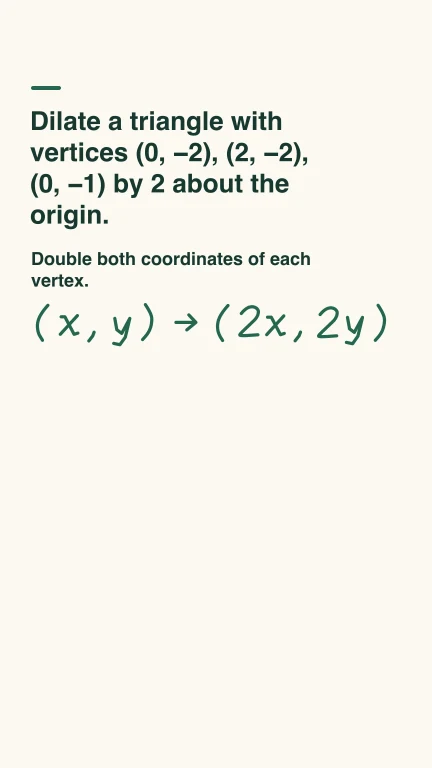 Dilate a triangle with
vertices (0, −2), (2, −2),
(0, −1) by 2 about the
origin.
Double both coordinates of each
vertex.
(x, y) → (2x, 2y)